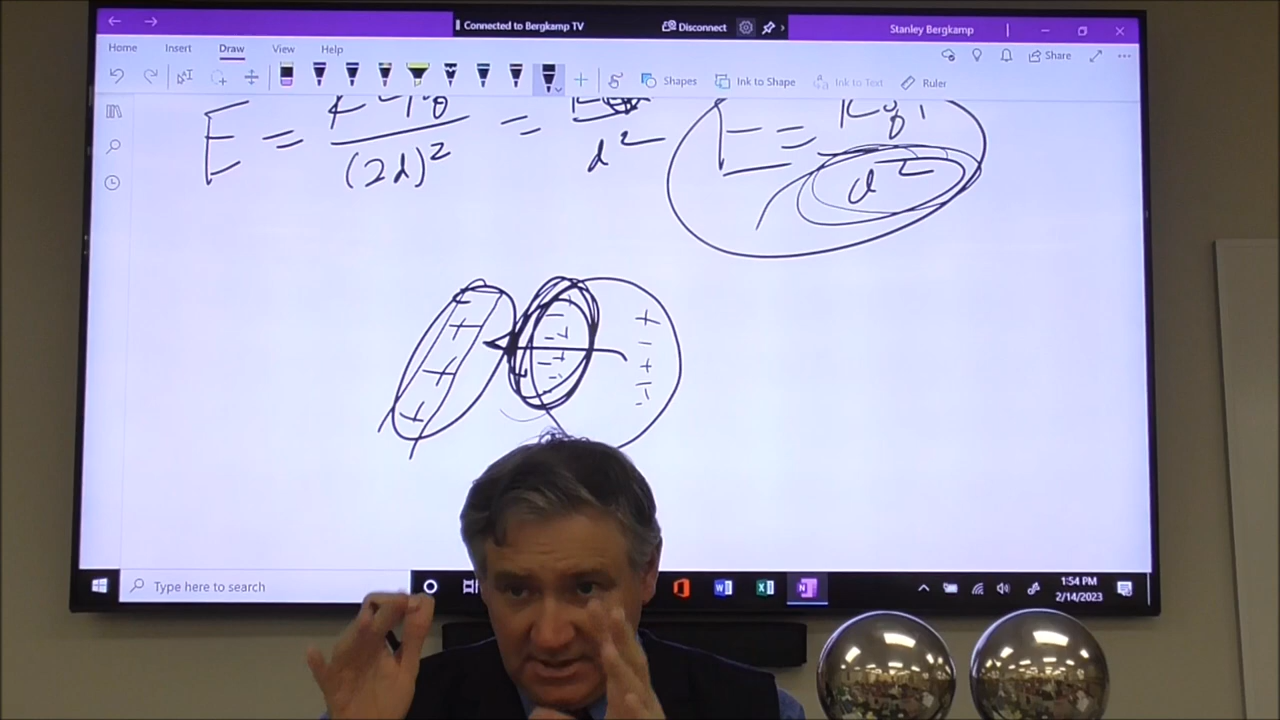 Connected to Bergkamp TV
Disconnect
Stanley Bergkamp
Home Insert Draw View Help
Share
Shapes
Ink to Shape
Ink to Text
Ruler
E = / (2d)² = / d²
E = / d²
+ - + -
+ + +
Type here to search
1:54 PM
2/14/2023